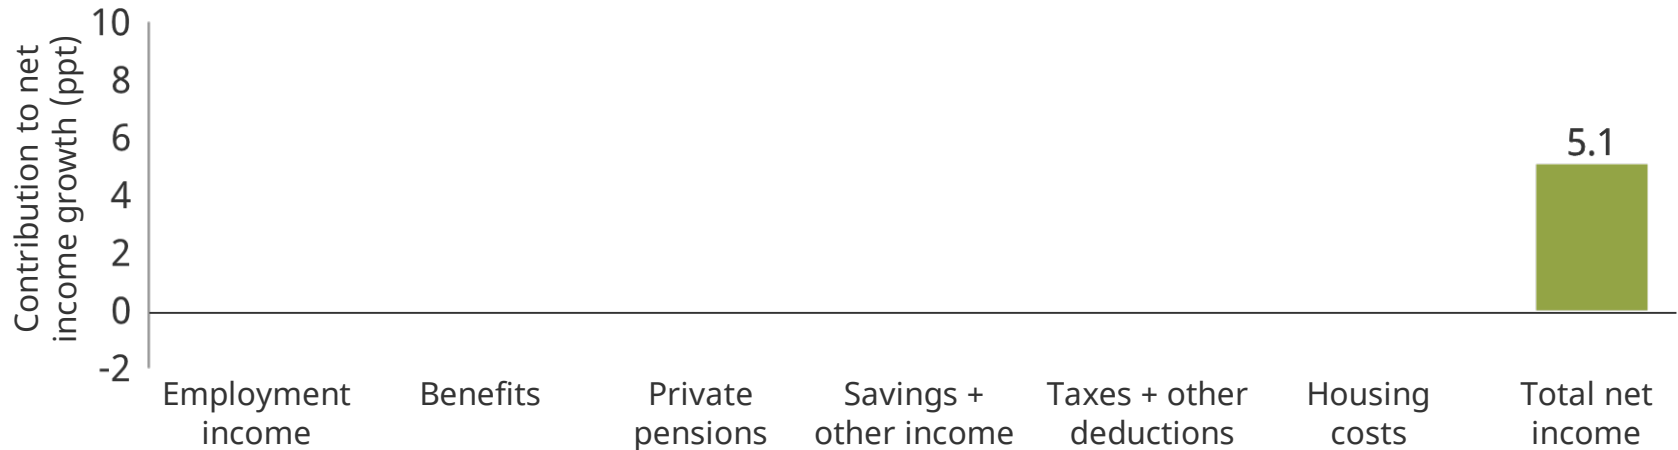 Contribution to net
income growth (ppt)
10
8
6
4
2
0
-2
5.1
Employment
income
Benefits
Private
pensions
Savings +
other income
Taxes + other
deductions
Housing
costs
Total net
income